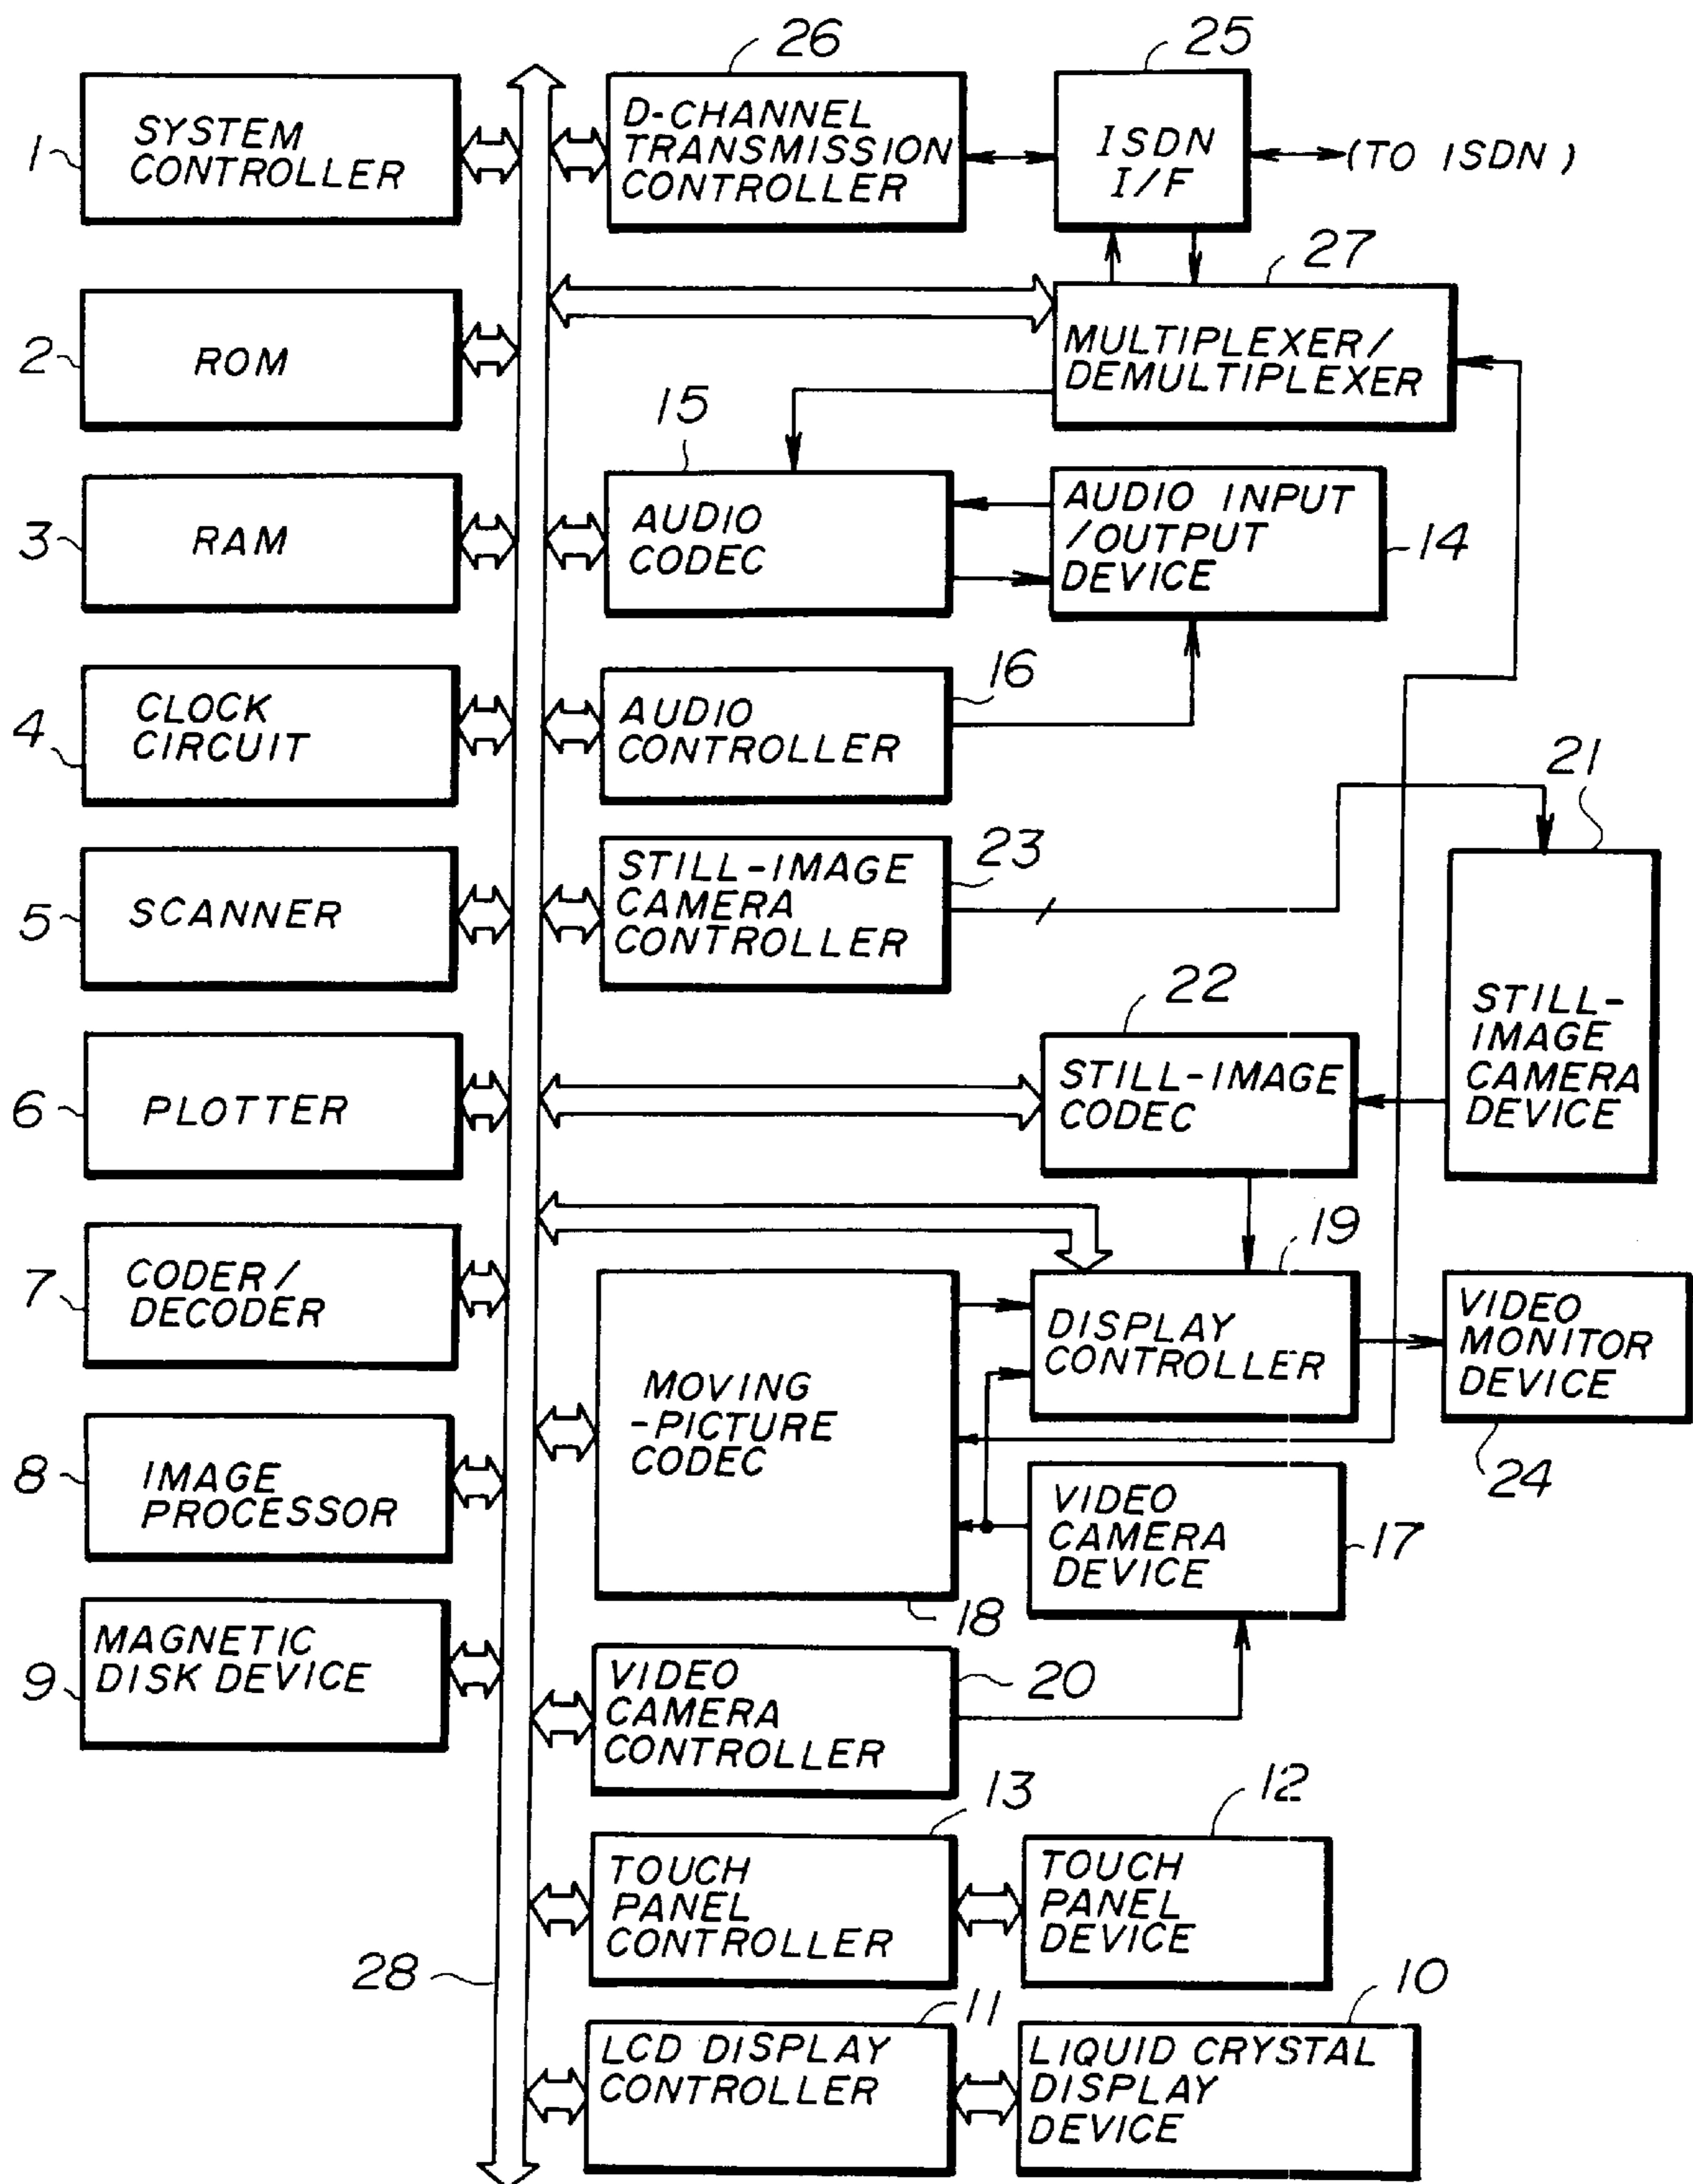 26
25
1
SYSTEM
CONTROLLER
D-CHANNEL
TRANSMISSION
CONTROLLER
ISDN
I/F
(TO ISDN)
27
2
ROM
MULTIPLEXER/
DEMULTIPLEXER
15
3
RAM
AUDIO
CODEC
AUDIO INPUT
/OUTPUT
DEVICE
14
4
CLOCK
CIRCUIT
AUDIO
CONTROLLER
16
21
5
SCANNER
STILL-IMAGE
CAMERA
CONTROLLER
23
22
STILL-
IMAGE
CAMERA
DEVICE
6
PLOTTER
STILL-IMAGE
CODEC
19
7
CODER/
DECODER
DISPLAY
CONTROLLER
VIDEO
MONITOR
DEVICE
24
MOVING
-PICTURE
CODEC
18
8
IMAGE
PROCESSOR
VIDEO
CAMERA
DEVICE
17
9
MAGNETIC
DISK DEVICE
VIDEO
CAMERA
CONTROLLER
20
13
12
TOUCH
PANEL
CONTROLLER
TOUCH
PANEL
DEVICE
28
11
10
LCD DISPLAY
CONTROLLER
LIQUID CRYSTAL
DISPLAY
DEVICE